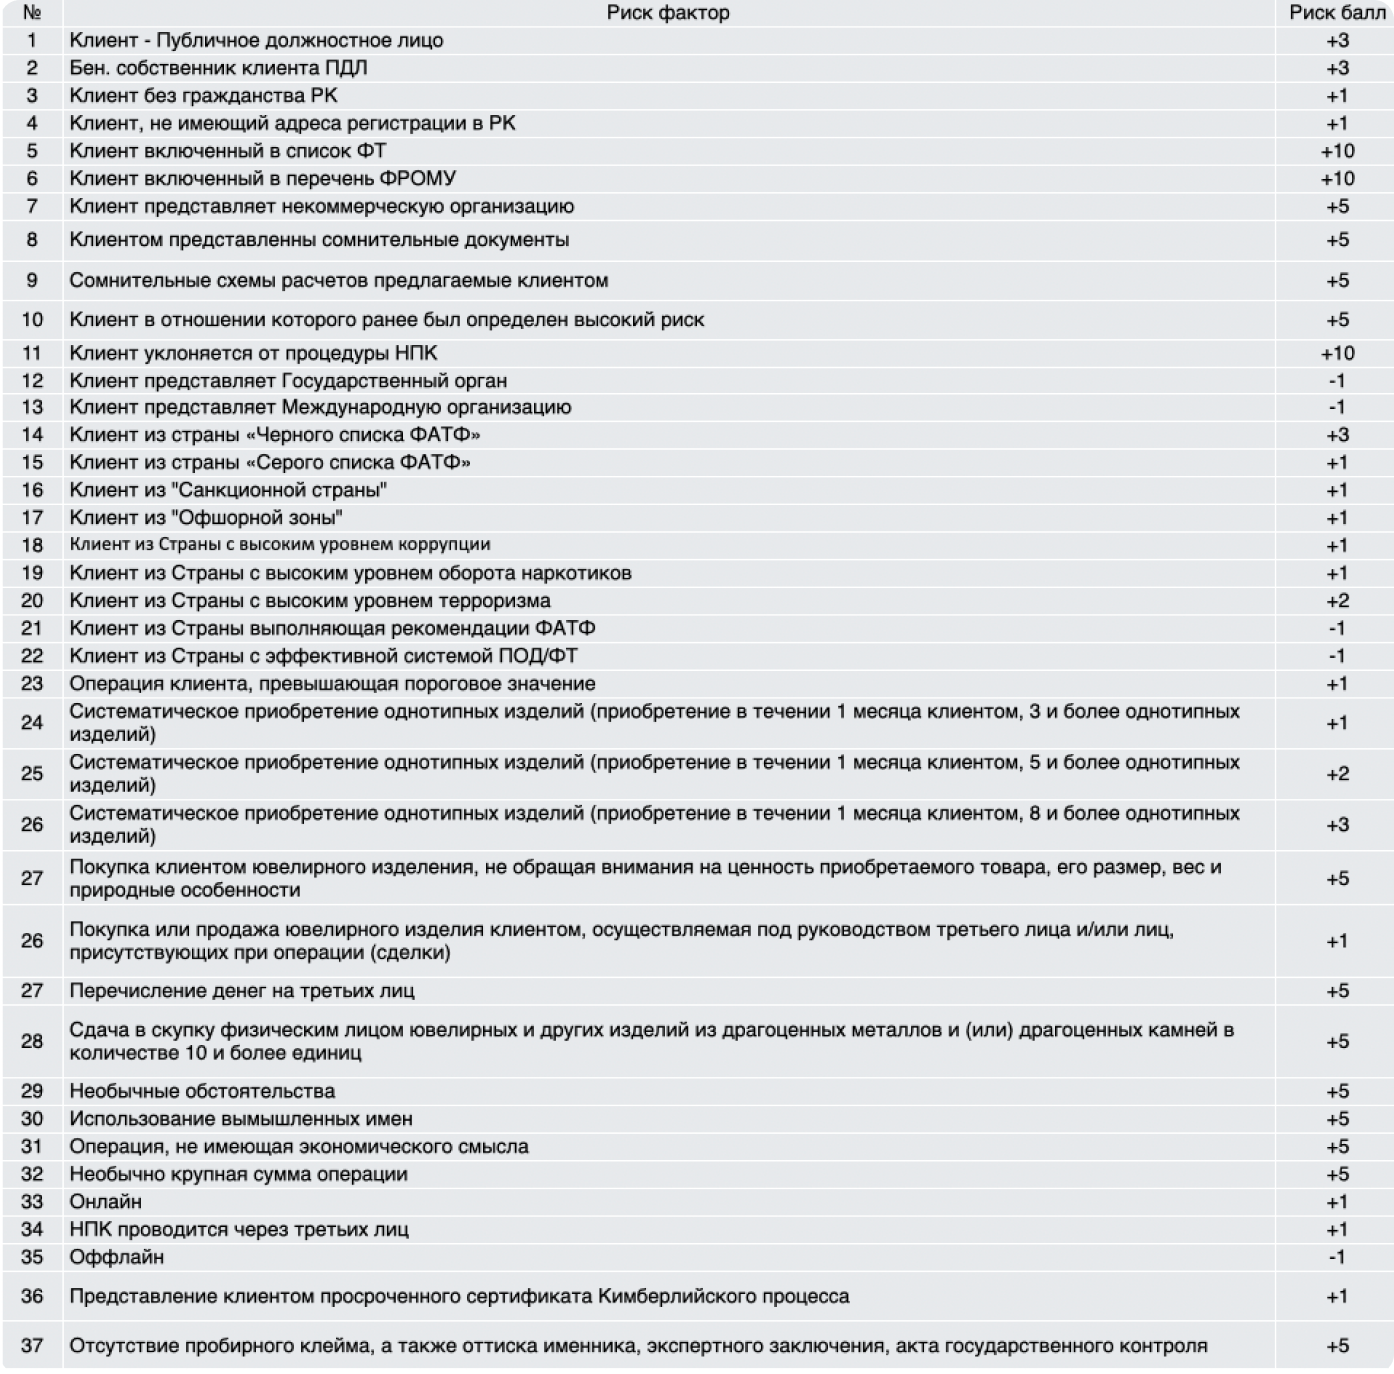 № Риск фактор Риск балл
1 Клиент - Публичное должностное лицо +3
2 Бен. собственник клиента ПДЛ +3
3 Клиент без гражданства РК +1
4 Клиент, не имеющий адреса регистрации в РК +1
5 Клиент включенный в список ФТ +10
6 Клиент включенный в перечень ФРОМУ +10
7 Клиент представляет некоммерческую организацию +5
8 Клиентом представленны сомнительные документы +5
9 Сомнительные схемы расчетов предлагаемые клиентом +5
10 Клиент в отношении которого ранее был определен высокий риск +5
11 Клиент уклоняется от процедуры НПК +10
12 Клиент представляет Государственный орган -1
13 Клиент представляет Международную организацию -1
14 Клиент из страны «Черного списка ФАТФ» +3
15 Клиент из страны «Серого списка ФАТФ» +1
16 Клиент из "Санкционной страны" +1
17 Клиент из "Офшорной зоны" +1
18 Клиент из Страны с высоким уровнем коррупции +1
19 Клиент из Страны с высоким уровнем оборота наркотиков +1
20 Клиент из Страны с высоким уровнем терроризма +2
21 Клиент из Страны выполняющая рекомендации ФАТФ -1
22 Клиент из Страны с эффективной системой ПОД/ФТ -1
23 Операция клиента, превышающая пороговое значение +1
24 Систематическое приобретение однотипных изделий (приобретение в течении 1 месяца клиентом, 3 и более однотипных
изделий) +1
25 Систематическое приобретение однотипных изделий (приобретение в течении 1 месяца клиентом, 5 и более однотипных
изделий) +2
26 Систематическое приобретение однотипных изделий (приобретение в течении 1 месяца клиентом, 8 и более однотипных
изделий) +3
27 Покупка клиентом ювелирного изделения, не обращая внимания на ценность приобретаемого товара, его размер, вес и
природные особенности +5
26 Покупка или продажа ювелирного изделия клиентом, осуществляемая под руководством третьего лица и/или лиц,
присутствующих при операции (сделки) +1
27 Перечисление денег на третьих лиц +5
28 Сдача в скупку физическим лицом ювелирных и других изделий из драгоценных металлов и (или) драгоценных камней в
количестве 10 и более единиц +5
29 Необычные обстоятельства +5
30 Использование вымышленных имен +5
31 Операция, не имеющая экономического смысла +5
32 Необычно крупная сумма операции +5
33 Онлайн +1
34 НПК проводится через третьих лиц +1
35 Оффлайн -1
36 Представление клиентом просроченного сертификата Кимберлийского процесса +1
37 Отсутствие пробирного клейма, а также оттиска именника, экспертного заключения, акта государственного контроля +5